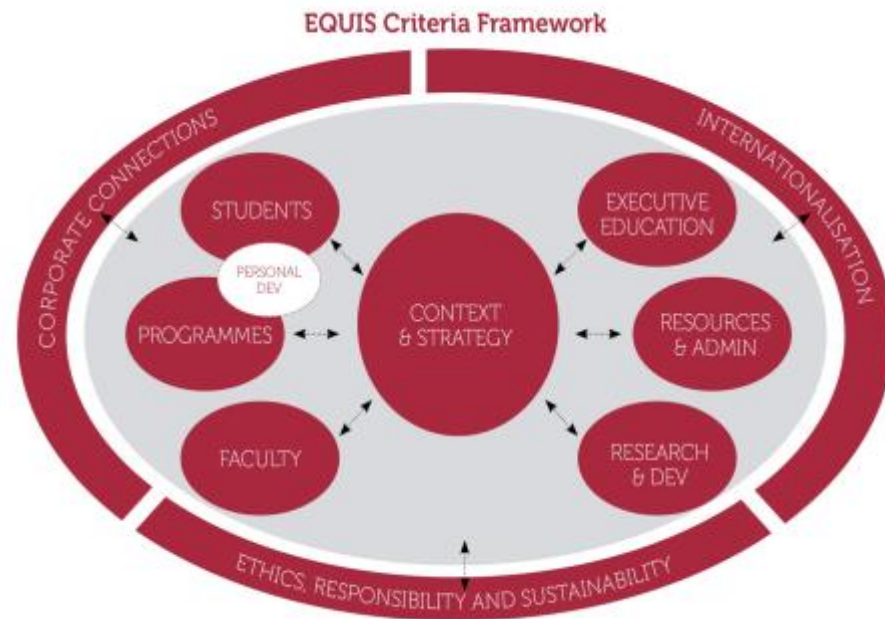 EQUIS Criteria Framework
CORPORATE CONNECTIONS
INTERNATIONALISATION
STUDENTS
EXECUTIVE
EDUCATION
PERSONAL
DEV
PROGRAMMES
CONTEXT
& STRATEGY
RESOURCES
& ADMIN
FACULTY
RESEARCH
& DEV
ETHICS, RESPONSIBILITY AND SUSTAINABILITY